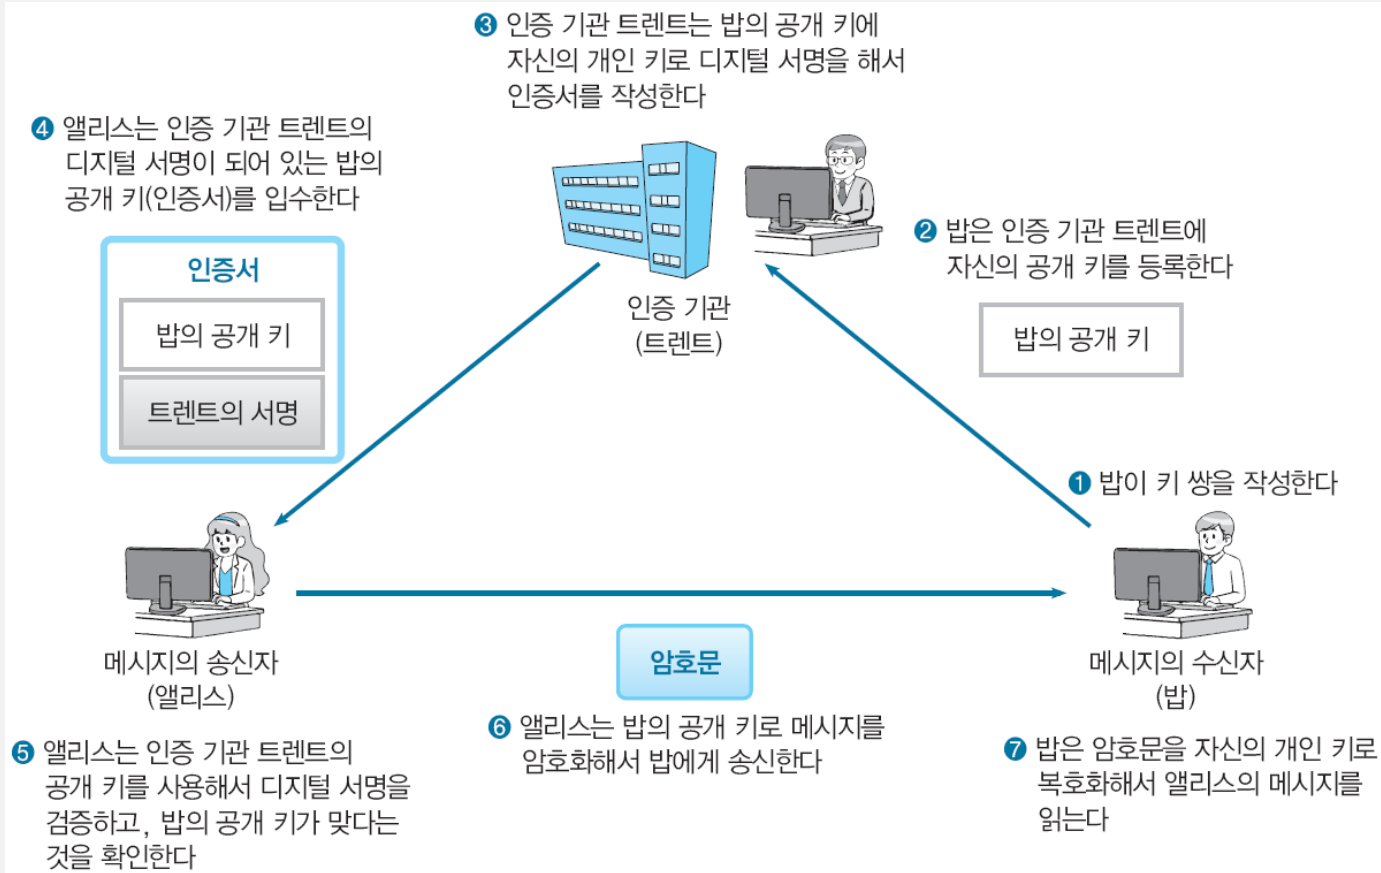 ❸ 인증 기관 트렌트는 밥의 공개 키에
자신의 개인 키로 디지털 서명을 해서
인증서를 작성한다
❹ 앨리스는 인증 기관 트렌트의
디지털 서명이 되어 있는 밥의
공개 키(인증서)를 입수한다
인증서
밥의 공개 키
트렌트의 서명
인증 기관
(트렌트)
❷ 밥은 인증 기관 트렌트에
자신의 공개 키를 등록한다
밥의 공개 키
❶ 밥이 키 쌍을 작성한다
메시지의 송신자
(앨리스)
암호문
메시지의 수신자
(밥)
❺ 앨리스는 인증 기관 트렌트의
공개 키를 사용해서 디지털 서명을
검증하고, 밥의 공개 키가 맞다는
것을 확인한다
❻ 앨리스는 밥의 공개 키로 메시지를
암호화해서 밥에게 송신한다
❼ 밥은 암호문을 자신의 개인 키로
복호화해서 앨리스의 메시지를
읽는다